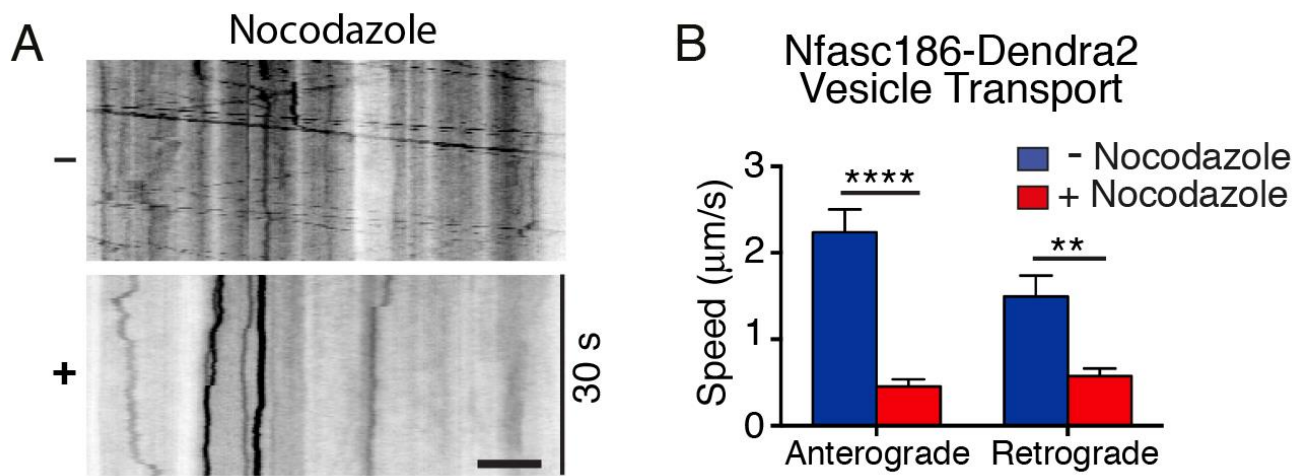 A
Nocodazole
−
+
30 s
B
Nfasc186-Dendra2
Vesicle Transport
- Nocodazole
+ Nocodazole
****
**
Speed (μm/s)
3
2
1
0
Anterograde
Retrograde